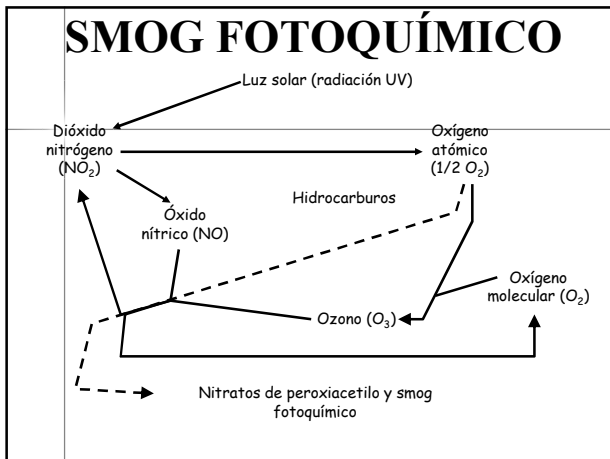 SMOG FOTOQUÍMICO
Luz solar (radiación UV)
Dióxido
nitrógeno
(NO₂)
Oxígeno
atómico
(1/2 O₂)
Hidrocarburos
Óxido
nítrico (NO)
Oxígeno
molecular (O₂)
Ozono (O₃)
Nitratos de peroxiacetilo y smog
fotoquímico